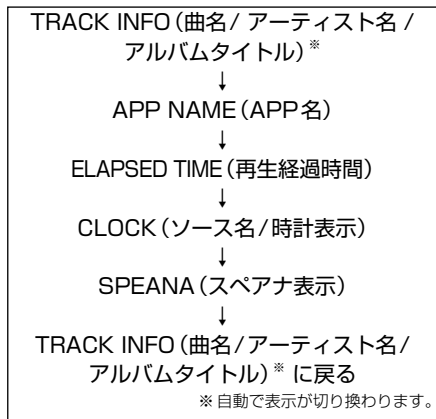 TRACK INFO（曲名/ アーティスト名 /
アルバムタイトル）※
↓
APP NAME（APP名）
↓
ELAPSED TIME（再生経過時間）
↓
CLOCK（ソース名/時計表示）
↓
SPEANA（スペアナ表示）
↓
TRACK INFO（曲名/アーティスト名/
アルバムタイトル）※ に戻る
※ 自動で表示が切り換わります。